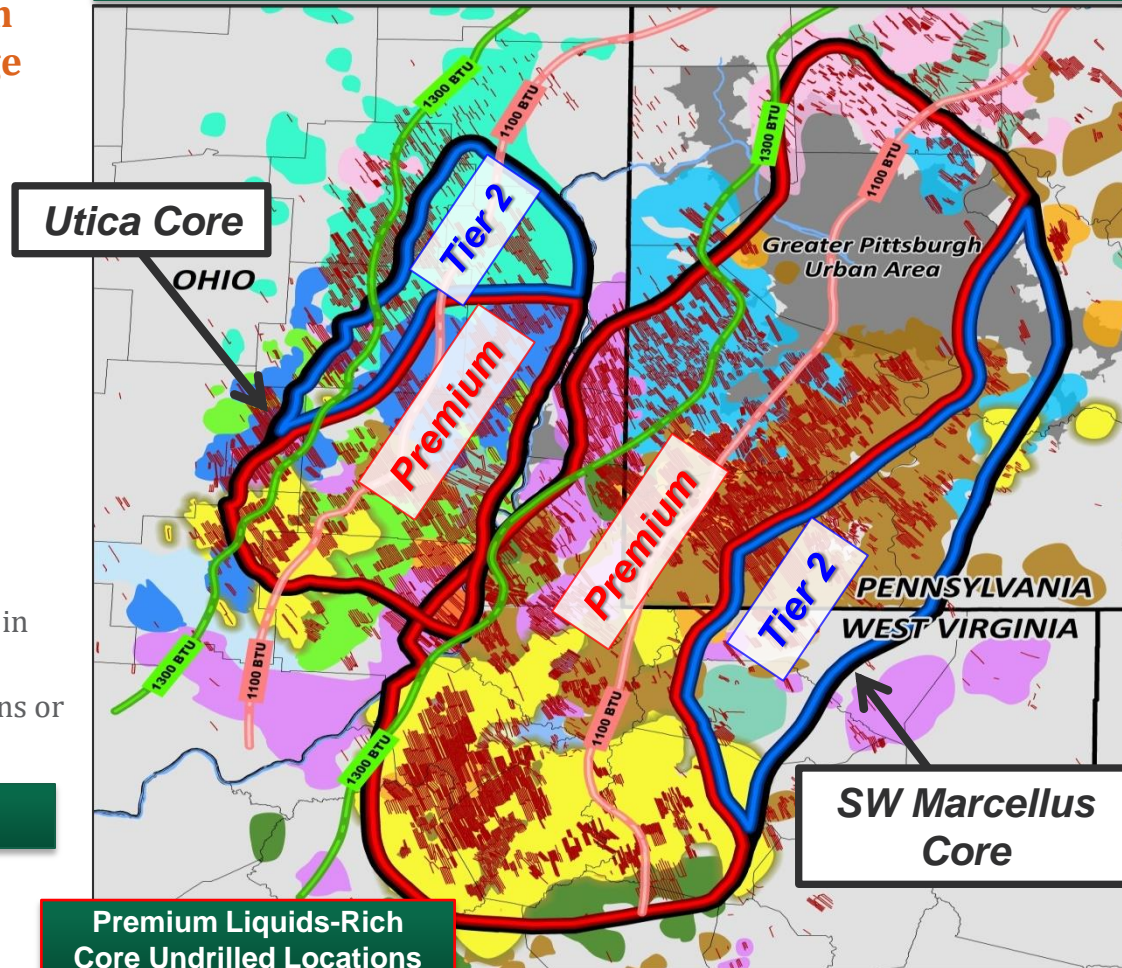 n
ge
1300 BTU
1100 BTU
1300 BTU
1100 BTU
Tier 2
Utica Core
OHIO
Greater Pittsburgh
Urban Area
Premium
Premium
Tier 2
PENNSYLVANIA
WEST VIRGINIA
in
ns or
1300 BTU
1100 BTU
1300 BTU
1100 BTU
SW Marcellus
Core
Premium Liquids-Rich
Core Undrilled Locations